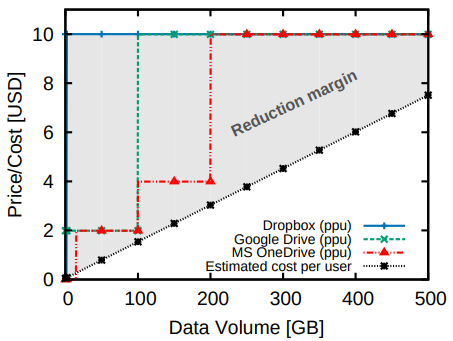 10
8
6
4
2
0
Price/Cost [USD]
Reduction margin
Dropbox (ppu)
Google Drive (ppu)
MS OneDrive (ppu)
Estimated cost per user
0 100 200 300 400 500
Data Volume [GB]